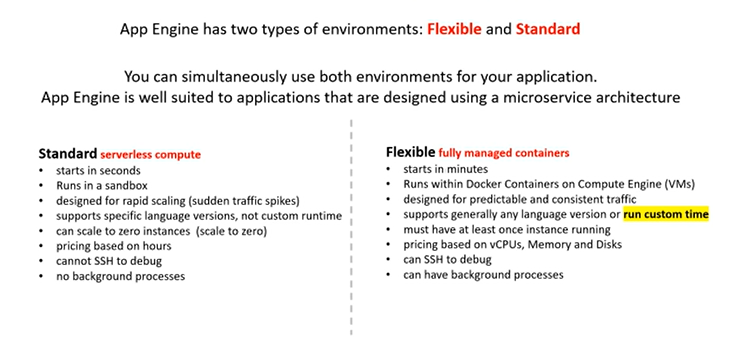 App Engine has two types of environments: Flexible and Standard
You can simultaneously use both environments for your application.
App Engine is well suited to applications that are designed using a microservice architecture
Standard serverless compute
• starts in seconds
• Runs in a sandbox
• designed for rapid scaling (sudden traffic spikes)
• supports specific language versions, not custom runtime
• can scale to zero instances (scale to zero)
• pricing based on hours
• cannot SSH to debug
• no background processes
Flexible fully managed containers
• starts in minutes
• Runs within Docker Containers on Compute Engine (VMs)
• designed for predictable and consistent traffic
• supports generally any language version or run custom time
• must have at least once instance running
• pricing based on vCPUs, Memory and Disks
• can SSH to debug
• can have background processes